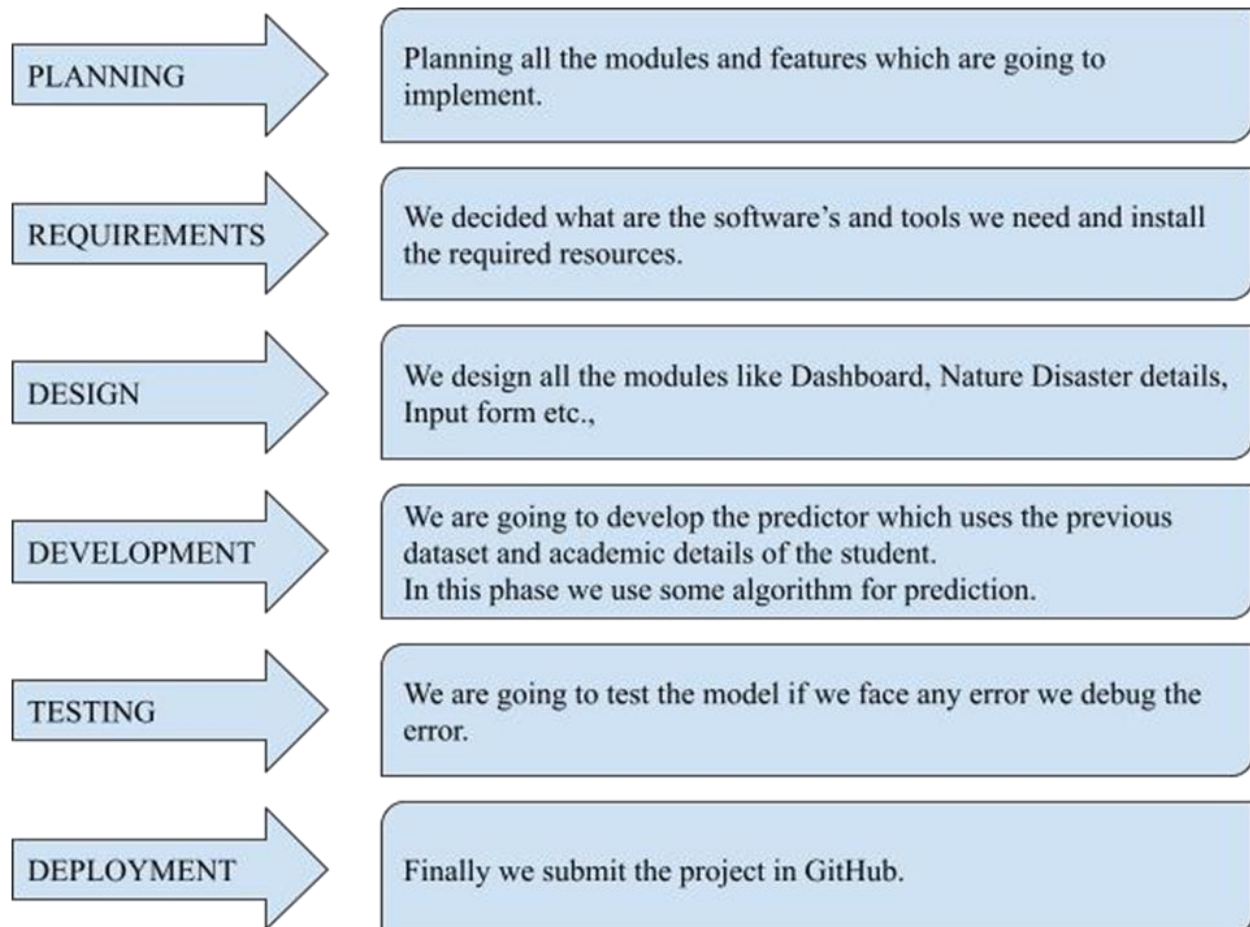 PLANNING
Planning all the modules and features which are going to
implement.
REQUIREMENTS
We decided what are the software’s and tools we need and install
the required resources.
DESIGN
We design all the modules like Dashboard, Nature Disaster details,
Input form etc.,
DEVELOPMENT
We are going to develop the predictor which uses the previous
dataset and academic details of the student.
In this phase we use some algorithm for prediction.
TESTING
We are going to test the model if we face any error we debug the
error.
DEPLOYMENT
Finally we submit the project in GitHub.